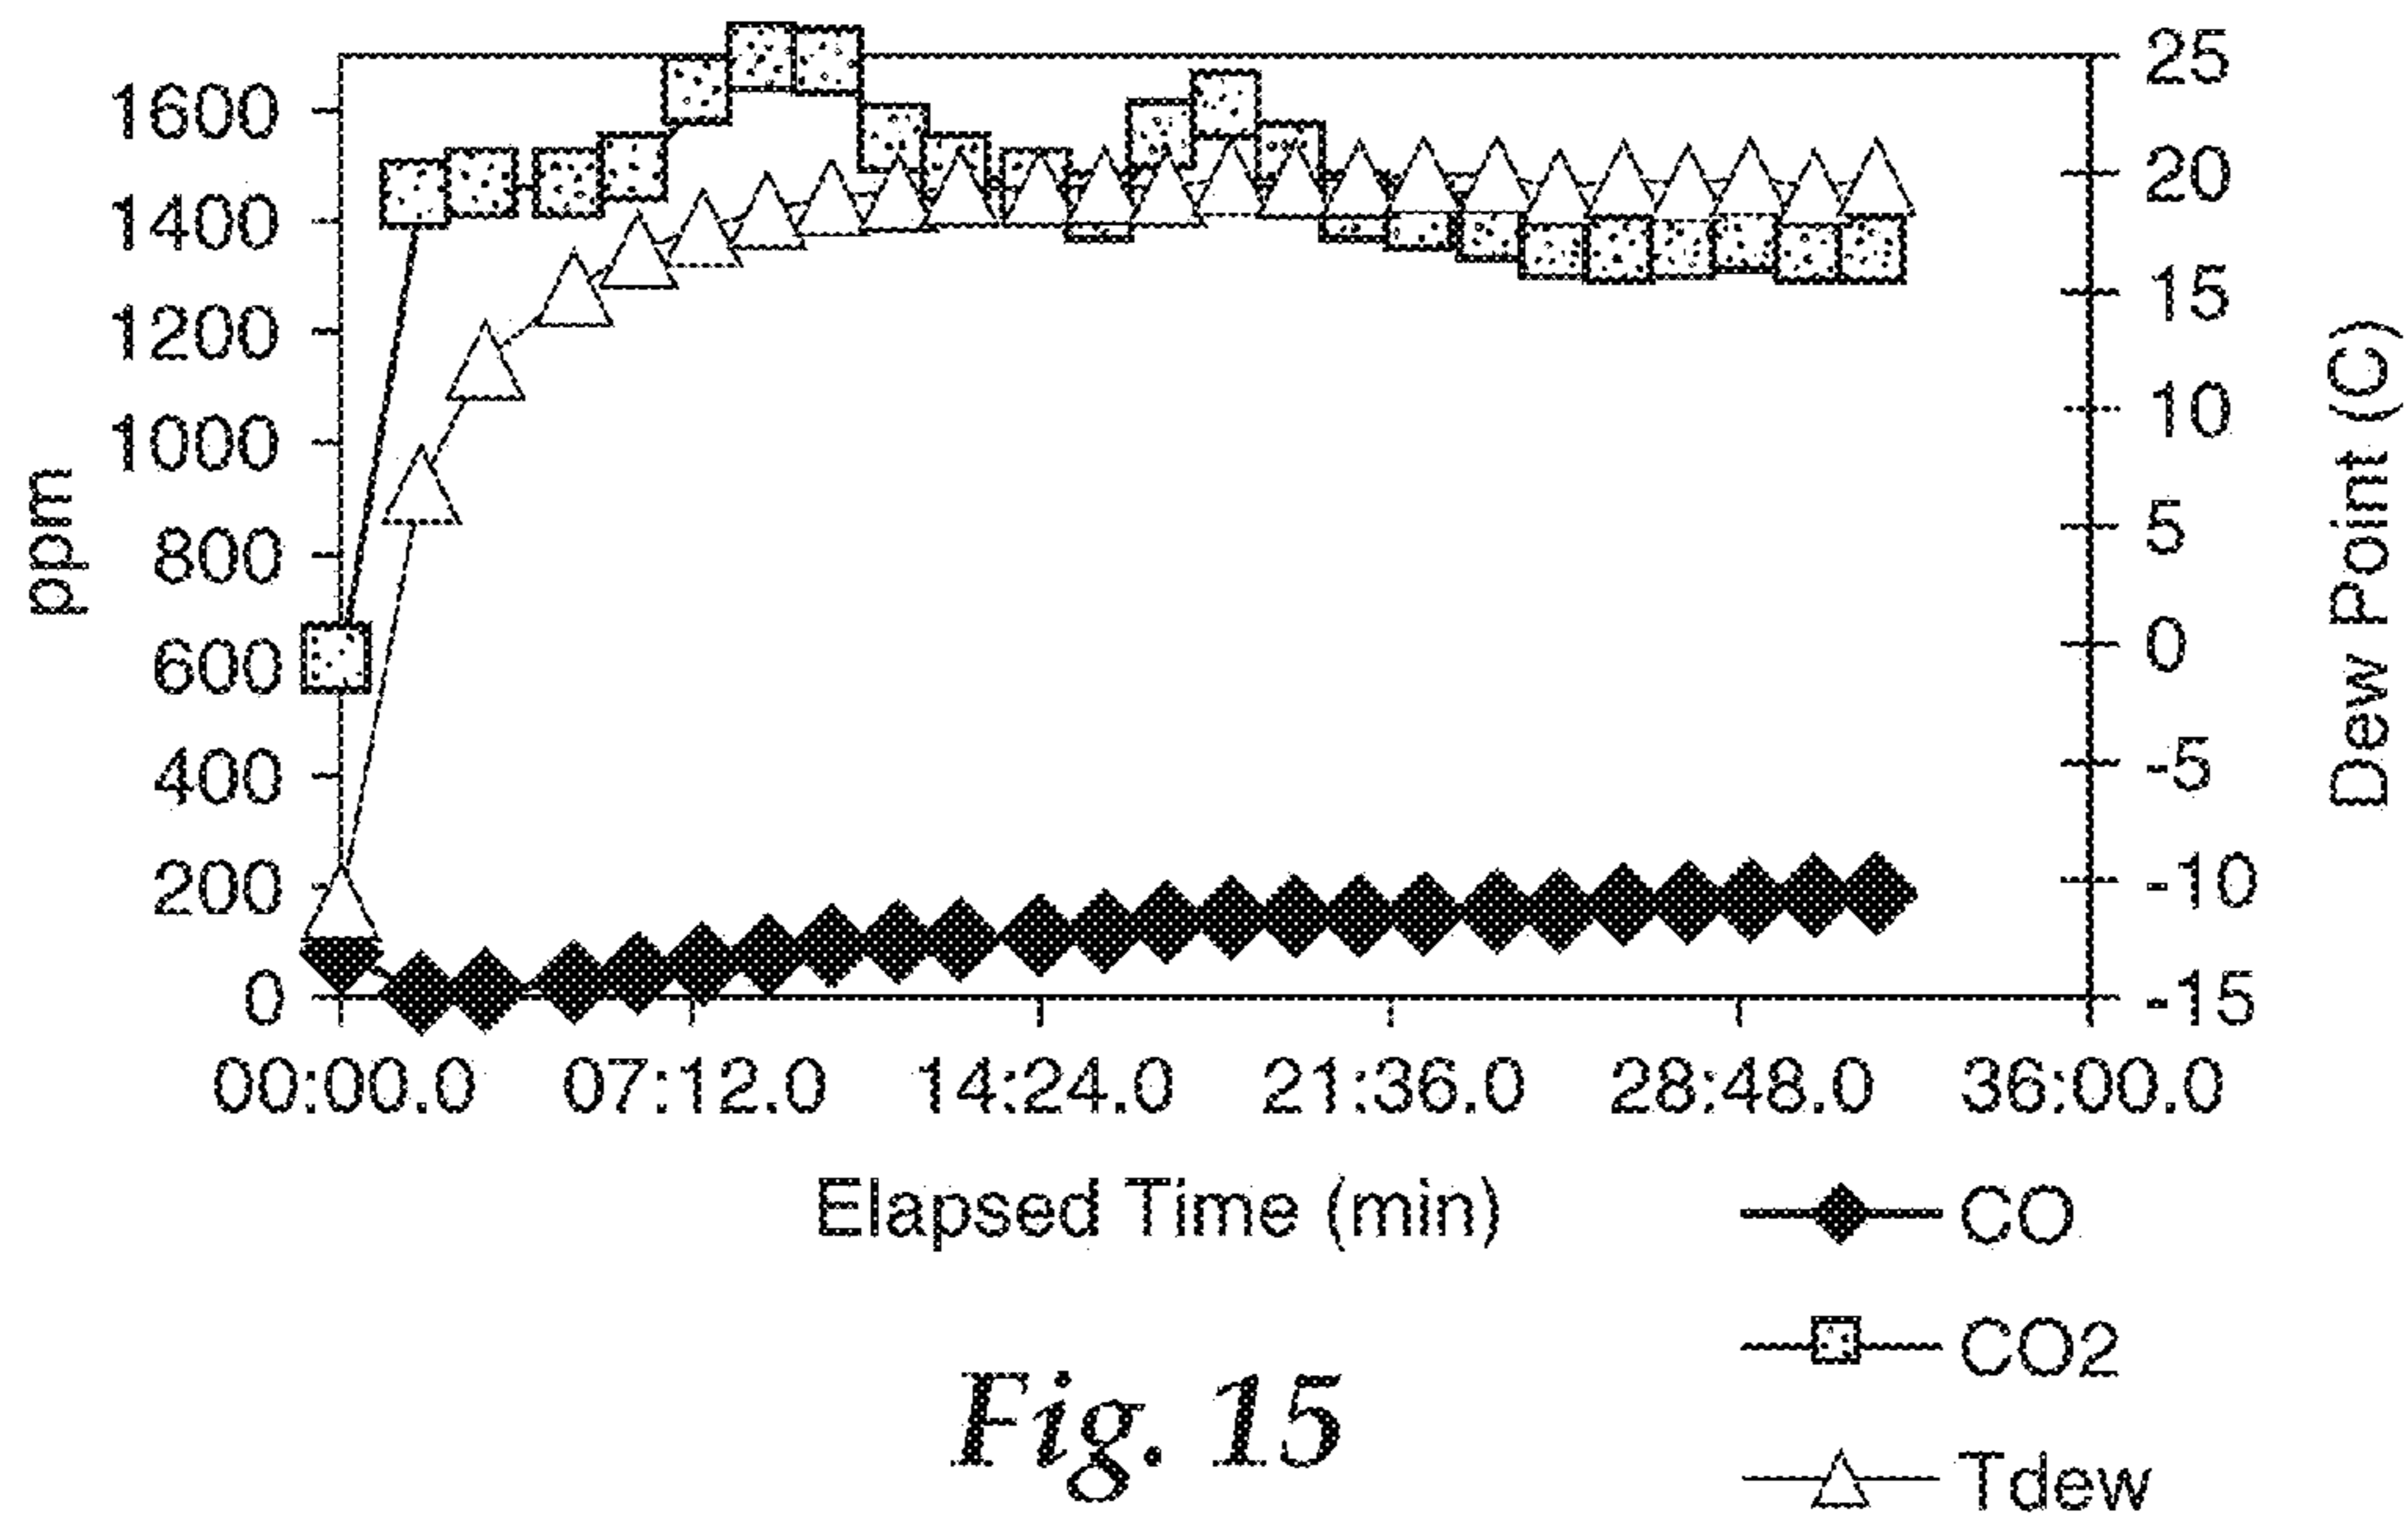 1600
1400
1200
1000
800
600
400
200
0
ppm
25
20
15
10
5
0
-5
-10
-15
Dew Point (C)
00:00.0 07:12.0 14:24.0 21:36.0 28:48.0 36:00.0
Elapsed Time (min)
CO
CO2
Tdew
Fig. 15